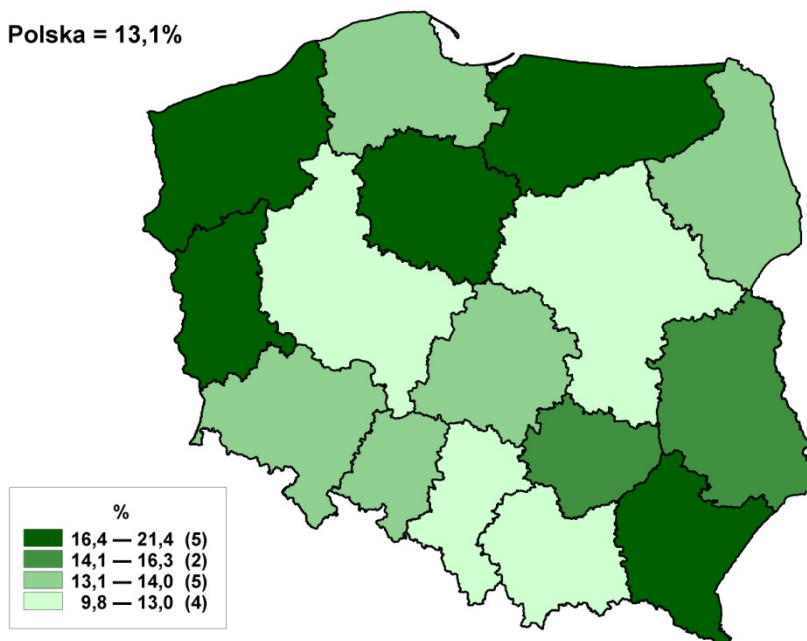 Polska = 13,1%
%
16,4 — 21,4 (5)
14,1 — 16,3 (2)
13,1 — 14,0 (5)
9,8 — 13,0 (4)